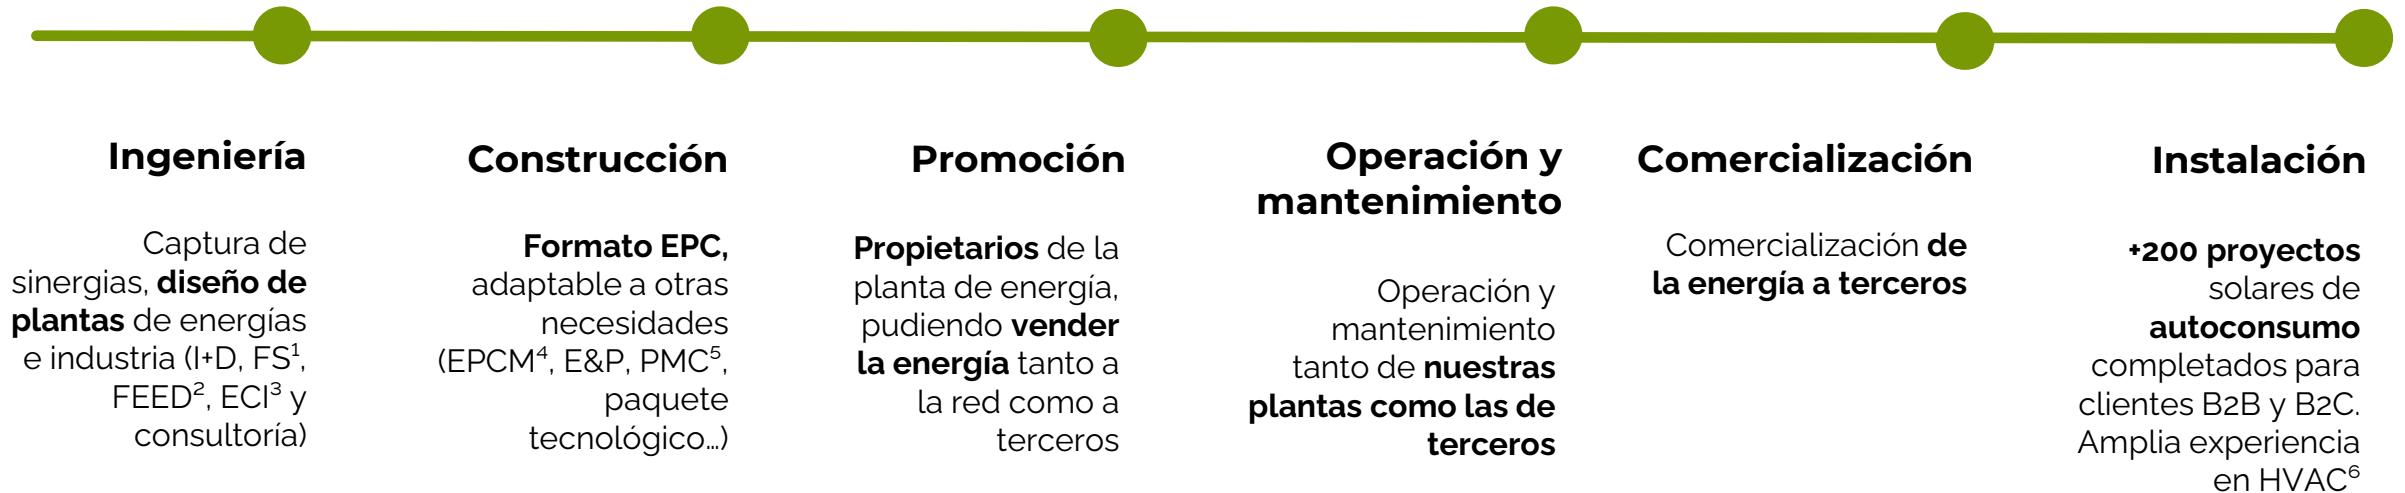 Ingeniería
Captura de
sinergias, diseño de
plantas de energías
e industria (I+D, FS¹,
FEED², ECI³ y
consultoría)
Construcción
Formato EPC,
adaptable a otras
necesidades
(EPCM⁴, E&P, PMC⁵,
paquete
tecnológico…)
Promoción
Propietarios de la
planta de energía,
pudiendo vender
la energía tanto a
la red como a
terceros
Operación y
mantenimiento
Operación y
mantenimiento
tanto de nuestras
plantas como las de
terceros
Comercialización
Comercialización de
la energía a terceros
Instalación
+200 proyectos
solares de
autoconsumo
completados para
clientes B2B y B2C.
Amplia experiencia
en HVAC⁶